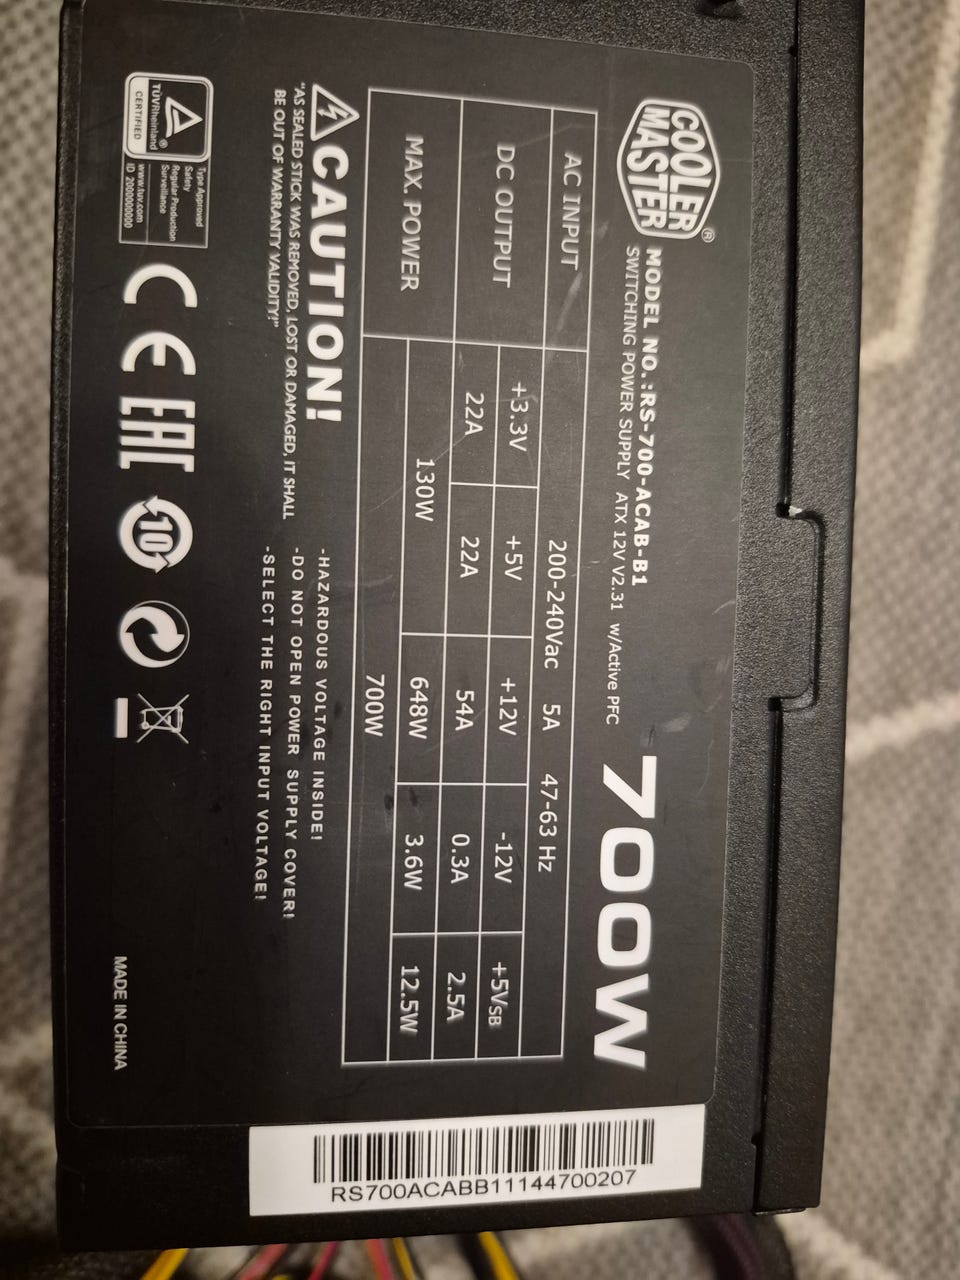 COOLER
MASTER®
MODEL NO.:RS-700-ACAB-B1
SWITCHING POWER SUPPLY ATX 12V V2.31 w/Active PFC
700W
AC INPUT 200-240Vac 5A 47-63 Hz
DC OUTPUT +3.3V +5V +12V -12V +5VSB
22A 22A 54A 0.3A 2.5A
MAX. POWER 130W 648W 3.6W 12.5W
700W
CAUTION!
"AS SEALED STICK WAS REMOVED, LOST OR DAMAGED, IT SHALL
BE OUT OF WARRANTY VALIDITY!"
-HAZARDOUS VOLTAGE INSIDE!
-DO NOT OPEN POWER SUPPLY COVER!
-SELECT THE RIGHT INPUT VOLTAGE!
TÜVRheinland®
CERTIFIED
Type Approved
Safety
Regular Production
Surveillance
www.tuv.com
ID 2000000000
CE EAC 10
MADE IN CHINA
RS700ACABB11144700207